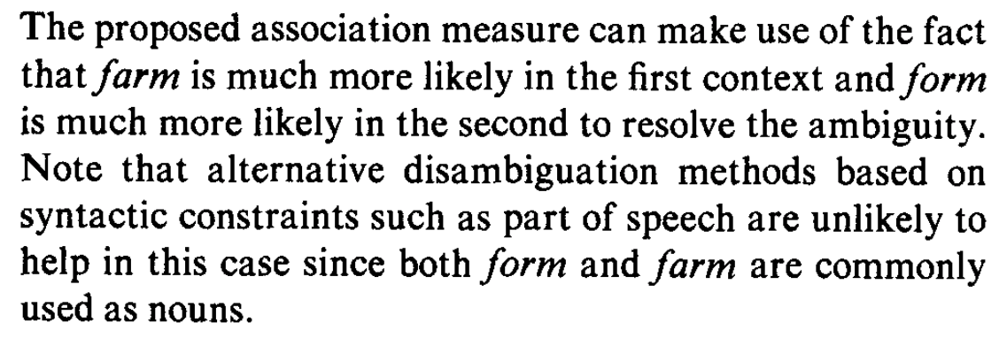 The proposed association measure can make use of the fact
that farm is much more likely in the first context and form
is much more likely in the second to resolve the ambiguity.
Note that alternative disambiguation methods based on
syntactic constraints such as part of speech are unlikely to
help in this case since both form and farm are commonly
used as nouns.